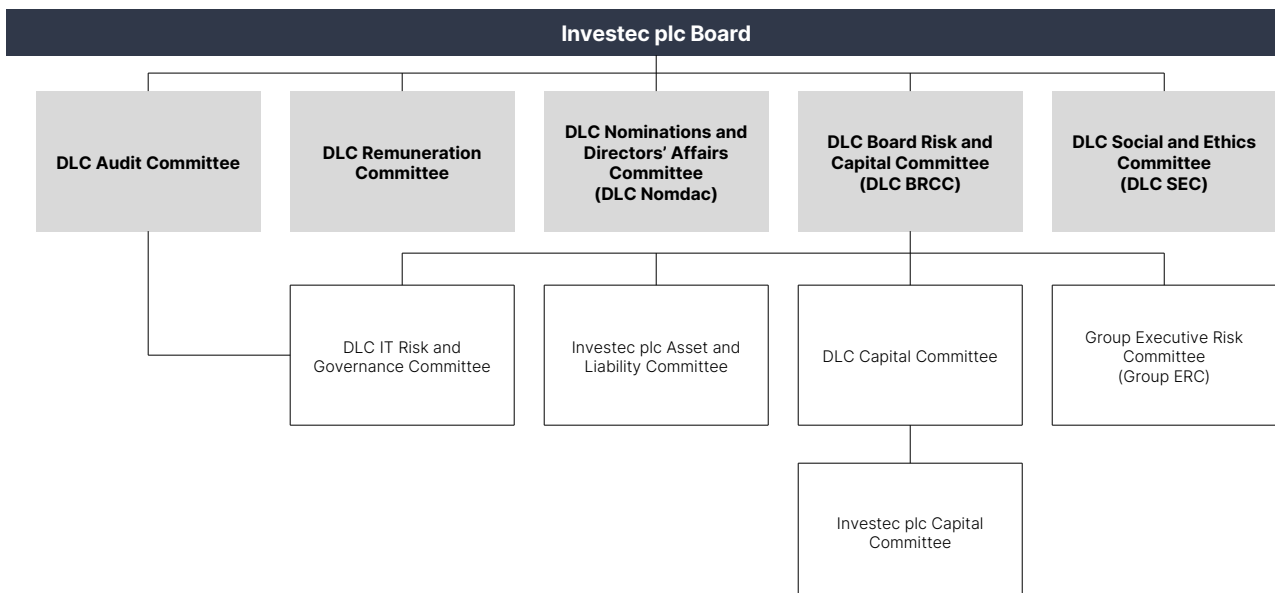 Investec plc Board
DLC Audit Committee
DLC Remuneration
Committee
DLC Nominations and
Directors’ Affairs
Committee
(DLC Nomdac)
DLC Board Risk and
Capital Committee
(DLC BRCC)
DLC Social and Ethics
Committee
(DLC SEC)
DLC IT Risk and
Governance Committee
Investec plc Asset and
Liability Committee
DLC Capital Committee
Group Executive Risk
Committee
(Group ERC)
Investec plc Capital
Committee